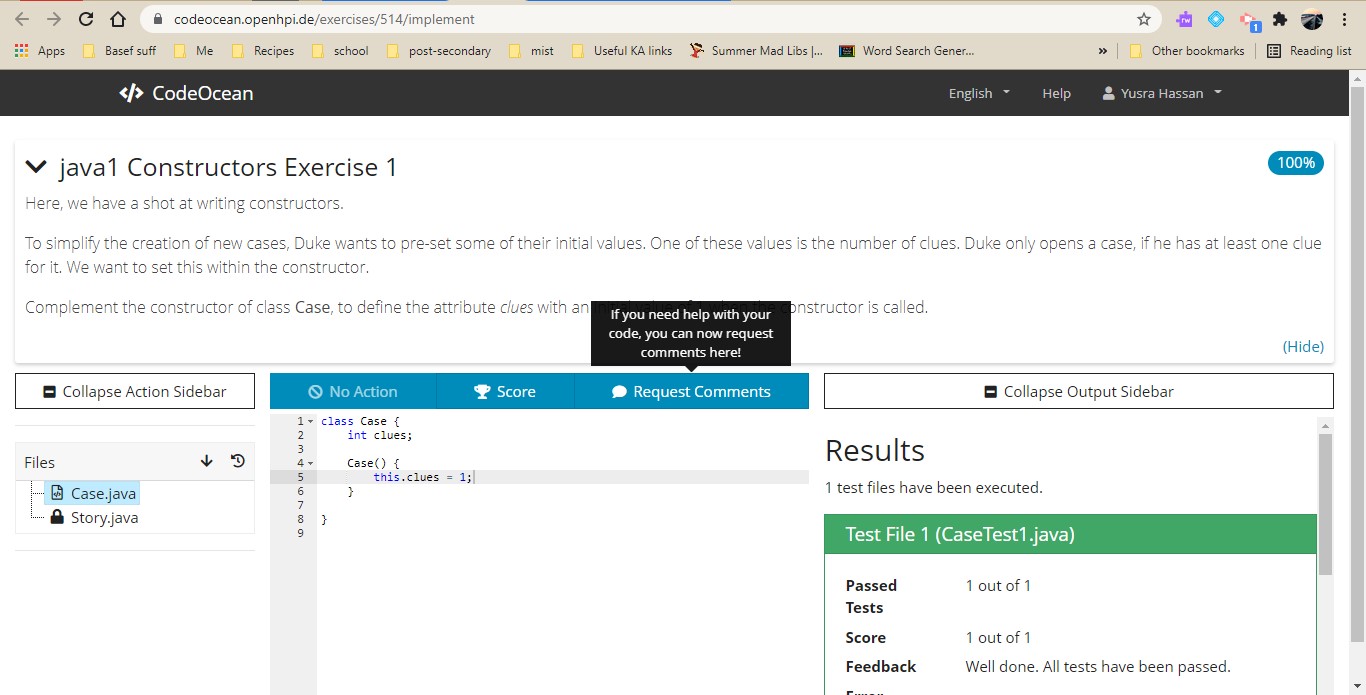 codeocean.openhpi.de/exercises/514/implement
1
Apps Basef suff Me Recipes school post-secondary mist Useful KA links Summer Mad Libs |... Word Search Gener... » Other bookmarks Reading list
</> CodeOcean English Help Yusra Hassan
java1 Constructors Exercise 1 100%
Here, we have a shot at writing constructors.
To simplify the creation of new cases, Duke wants to pre-set some of their initial values. One of these values is the number of clues. Duke only opens a case, if he has at least one clue
for it. We want to set this within the constructor.
Complement the constructor of class Case, to define the attribute clues with an constructor is called.
If you need help with your
code, you can now request
comments here!
(Hide)
Collapse Action Sidebar No Action Score Request Comments Collapse Output Sidebar
Files
Case.java
Story.java
1 class Case {
2 int clues;
3
4 Case() {
5 this.clues = 1;
6 }
7
8 }
9
Results
1 test files have been executed.
Test File 1 (CaseTest1.java)
Passed 1 out of 1
Tests
Score 1 out of 1
Feedback Well done. All tests have been passed.